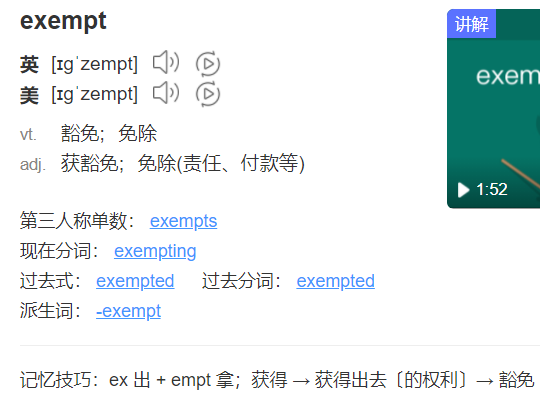 exempt
讲解
英 [ɪɡˈzempt]
美 [ɪɡˈzempt]
exem
vt. 豁免；免除
adj. 获豁免；免除(责任、付款等)
1:52
第三人称单数： exempts
现在分词： exempting
过去式： exempted 过去分词： exempted
派生词： -exempt
记忆技巧：ex 出 + empt 拿；获得 → 获得出去〔的权利〕→ 豁免